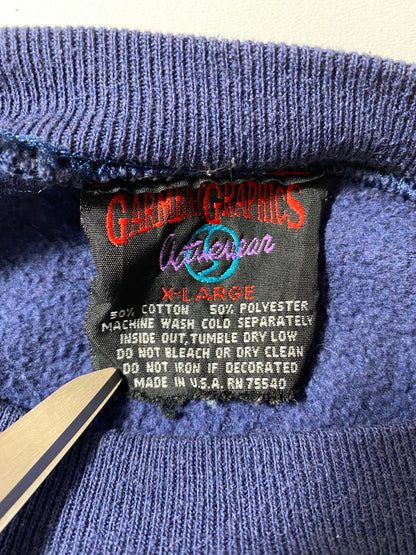 GARMENT GRAPHICS
Activewear
X-LARGE
50% COTTON 50% POLYESTER
MACHINE WASH COLD SEPARATELY
INSIDE OUT, TUMBLE DRY LOW
DO NOT BLEACH OR DRY CLEAN
DO NOT IRON IF DECORATED
MADE IN U.S.A. RN 75540